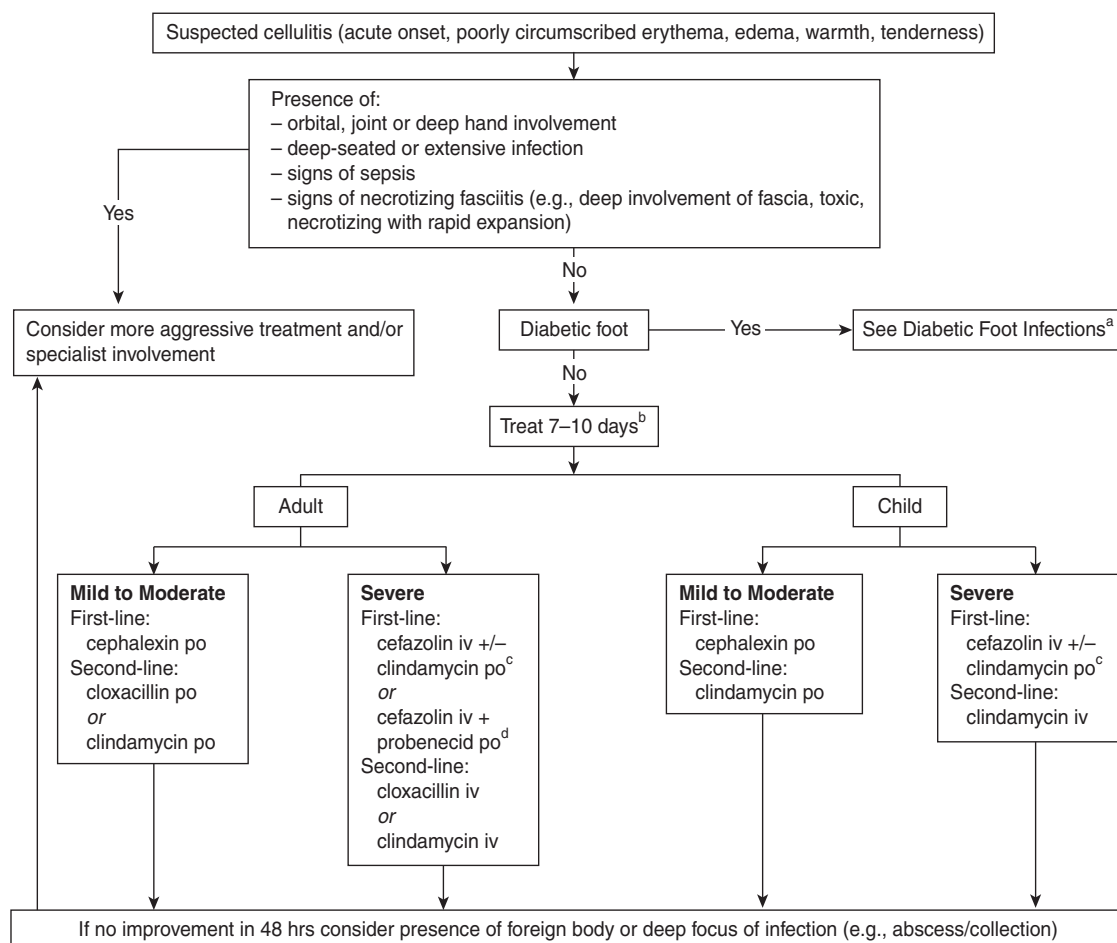 Suspected cellulitis (acute onset, poorly circumscribed erythema, edema, warmth, tenderness)
Presence of:
– orbital, joint or deep hand involvement
– deep-seated or extensive infection
– signs of sepsis
– signs of necrotizing fasciitis (e.g., deep involvement of fascia, toxic,
necrotizing with rapid expansion)
Yes
No
Consider more aggressive treatment and/or
specialist involvement
Diabetic foot
Yes
See Diabetic Foot Infections^a
No
Treat 7–10 days^b
Adult
Child
Mild to Moderate
First-line:
cephalexin po
Second-line:
cloxacillin po
or
clindamycin po
Severe
First-line:
cefazolin iv +/–
clindamycin po^c
or
cefazolin iv +
probenecid po^d
Second-line:
cloxacillin iv
or
clindamycin iv
Mild to Moderate
First-line:
cephalexin po
Second-line:
clindamycin po
Severe
First-line:
cefazolin iv +/–
clindamycin po^c
Second-line:
clindamycin iv
If no improvement in 48 hrs consider presence of foreign body or deep focus of infection (e.g., abscess/collection)